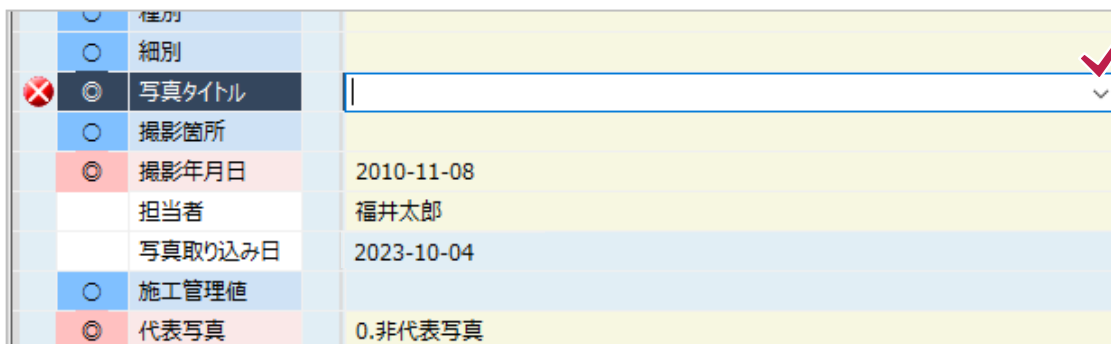 ○ 種別
○ 細別
◎ 写真タイトル
○ 撮影箇所
◎ 撮影年月日 2010-11-08
担当者 福井太郎
写真取り込み日 2023-10-04
○ 施工管理値
◎ 代表写真 0.非代表写真